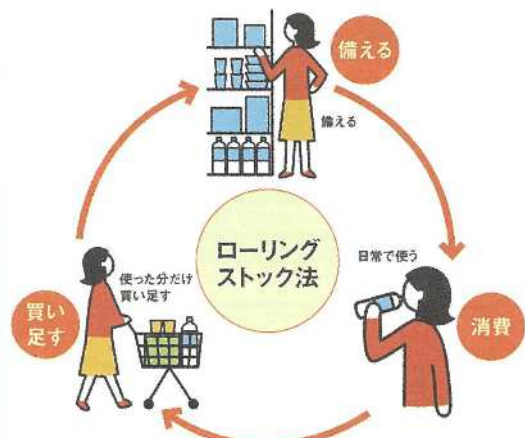 備える
備える
ローリング
ストック法
日常で使う
消費
使った分だけ
買い足す
買い
足す